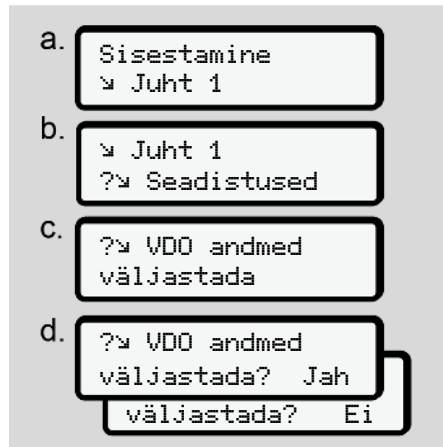 a.
Sisestamine
↘ Juht 1
b.
↘ Juht 1
?↘ Seadistused
c.
?↘ VDO andmed
väljastada
d.
?↘ VDO andmed
väljastada? Jah
väljastada? Ei